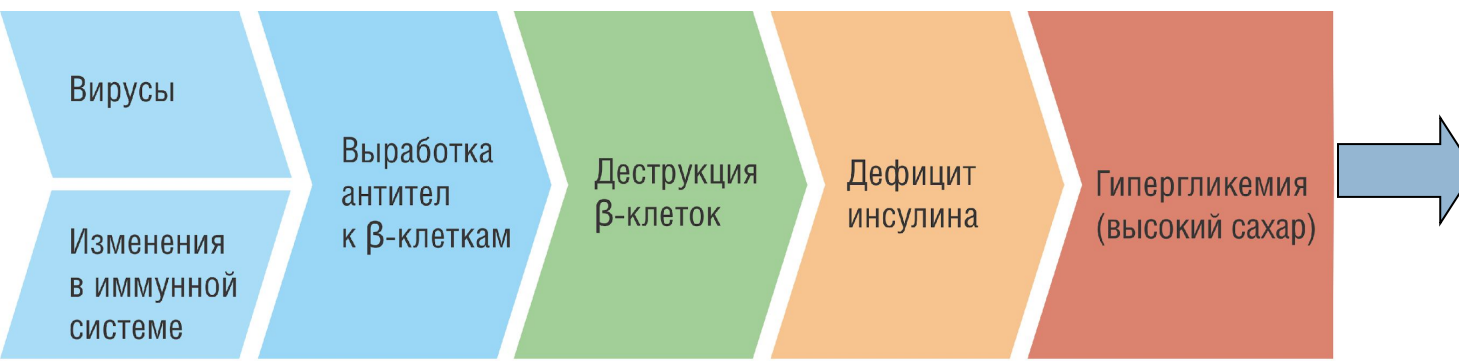 Вирусы
Изменения
в иммунной
системе
Выработка
антител
к β-клеткам
Деструкция
β-клеток
Дефицит
инсулина
Гипергликемия
(высокий сахар)